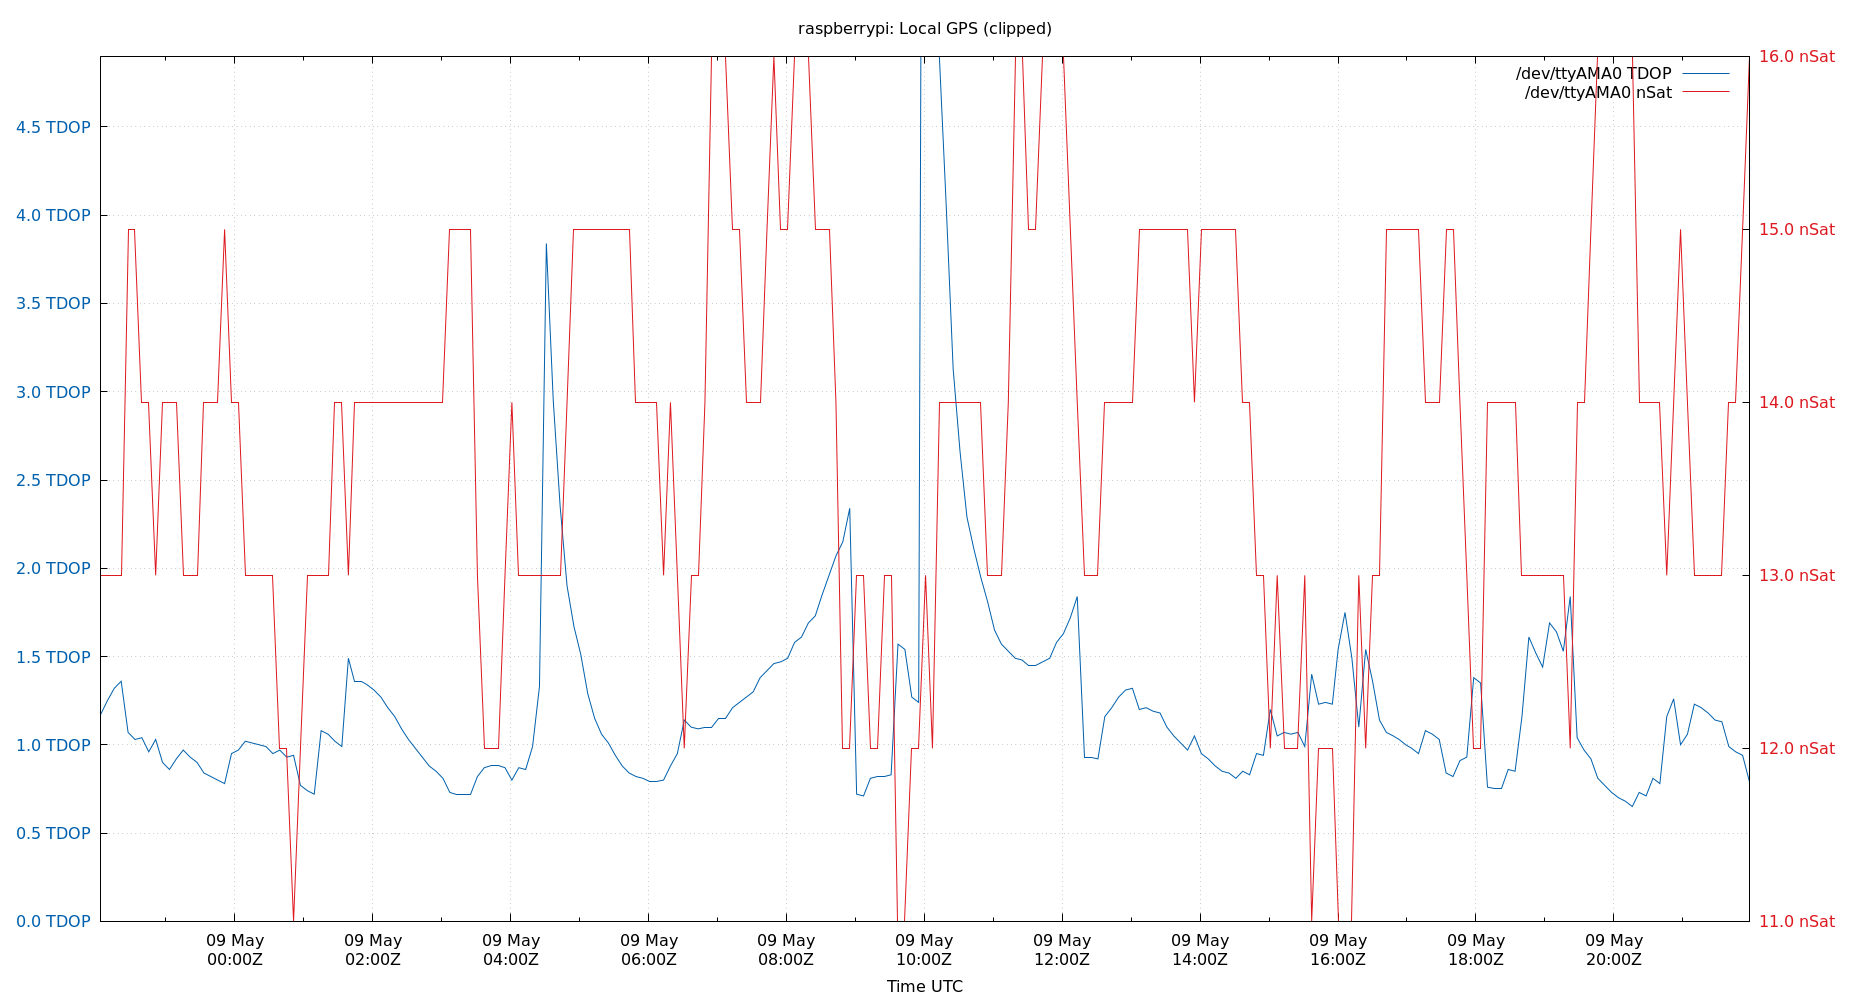 raspberrypi: Local GPS (clipped)
/dev/ttyAMA0 TDOP
/dev/ttyAMA0 nSat
4.5 TDOP
4.0 TDOP
3.5 TDOP
3.0 TDOP
2.5 TDOP
2.0 TDOP
1.5 TDOP
1.0 TDOP
0.5 TDOP
0.0 TDOP
16.0 nSat
15.0 nSat
14.0 nSat
13.0 nSat
12.0 nSat
11.0 nSat
09 May 09 May 09 May 09 May 09 May 09 May 09 May 09 May 09 May 09 May 09 May
00:00Z 02:00Z 04:00Z 06:00Z 08:00Z 10:00Z 12:00Z 14:00Z 16:00Z 18:00Z 20:00Z
Time UTC